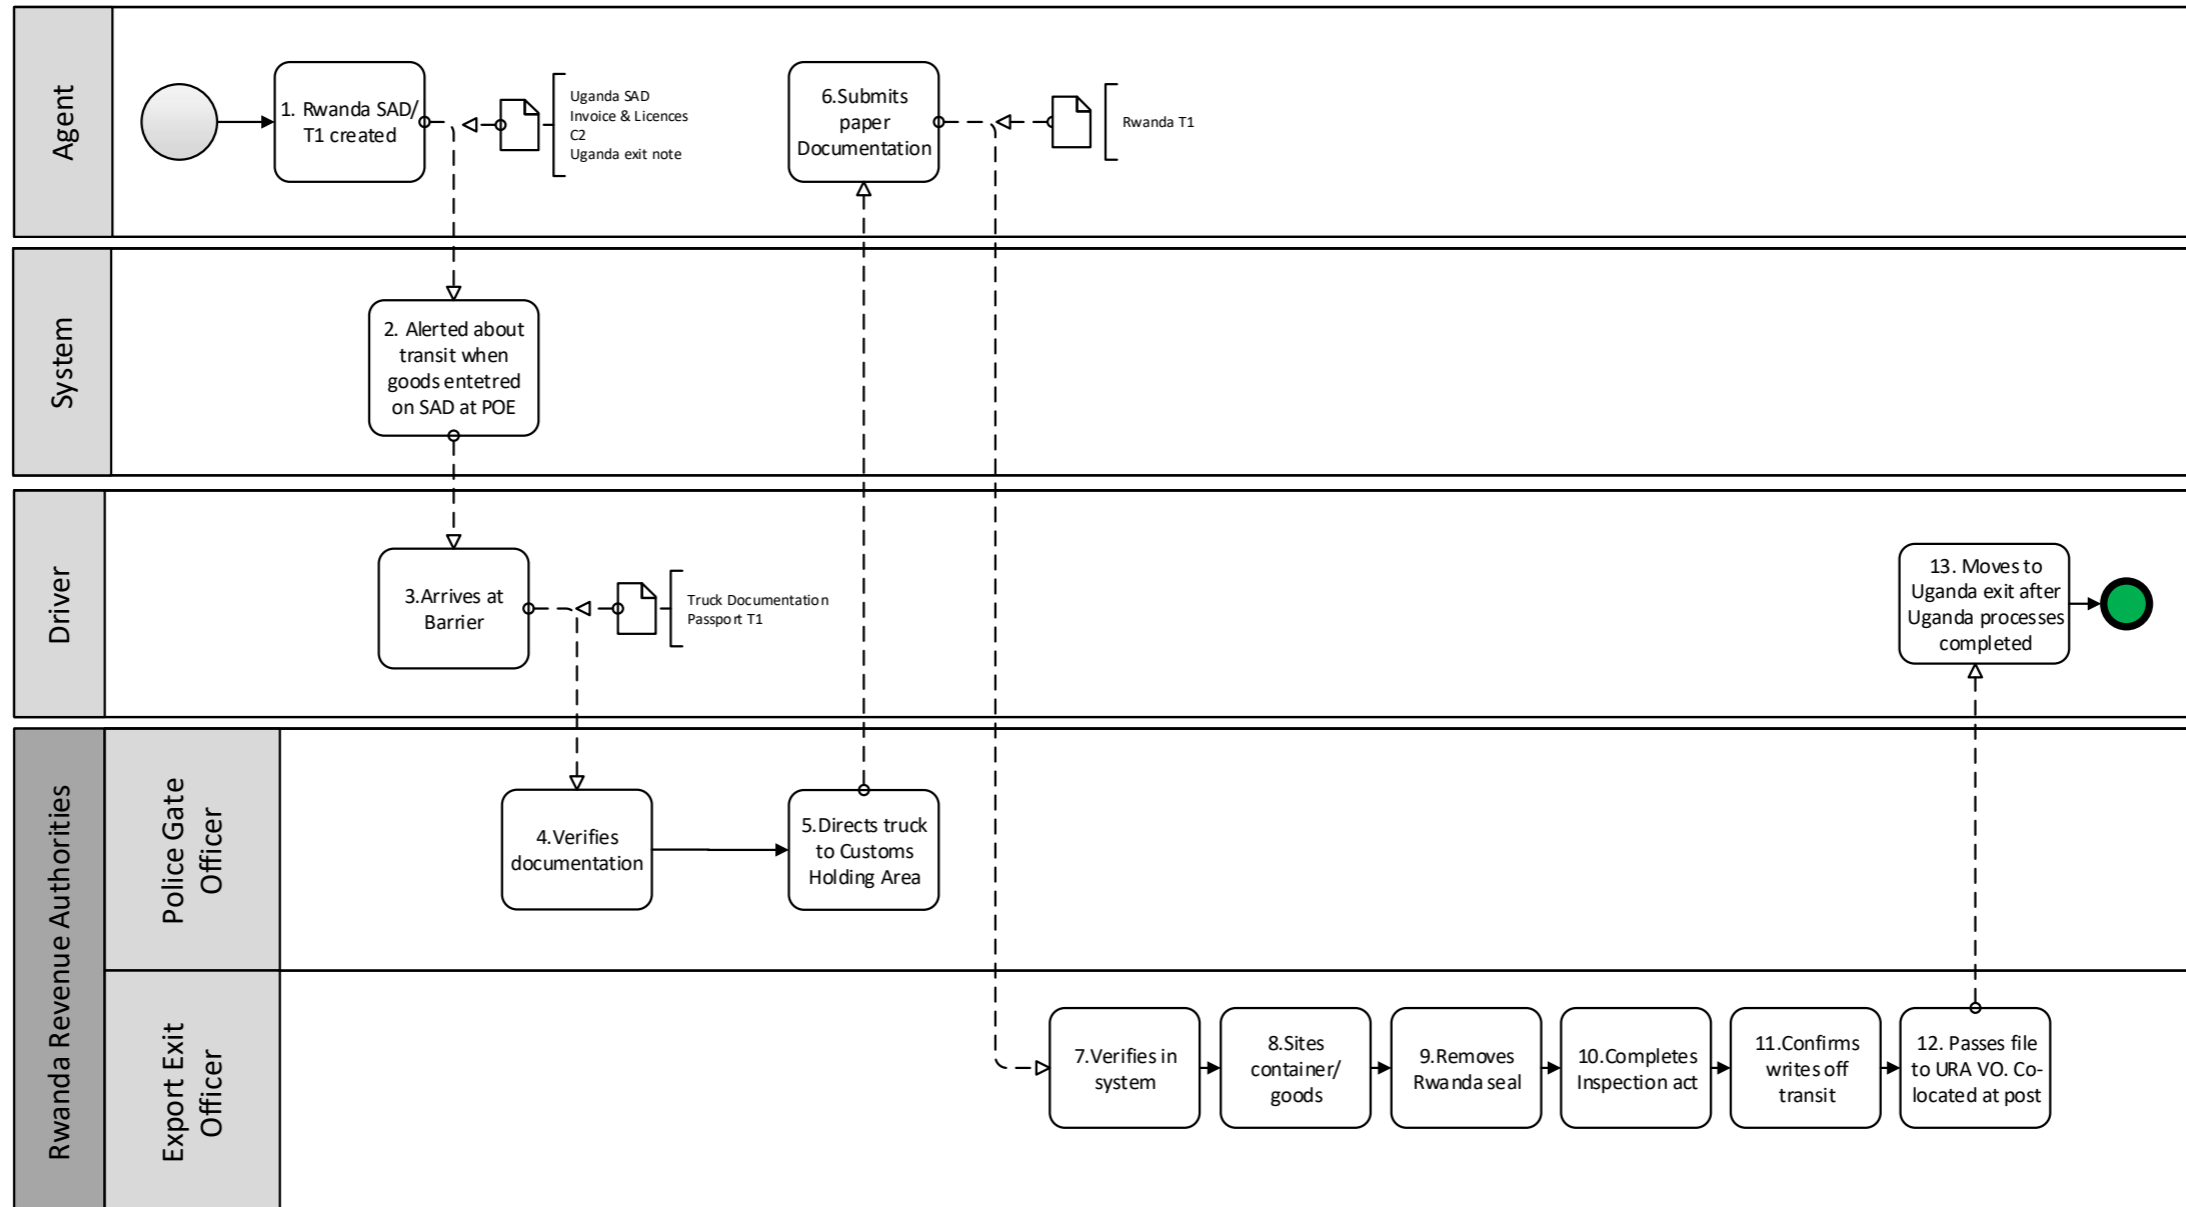 Agent
1. Rwanda SAD/
T1 created
Uganda SAD
Invoice & Licences
C2
Uganda exit note
6.Submits
paper
Documentation
Rwanda T1
System
2. Alerted about
transit when
goods entetred
on SAD at POE
Driver
3.Arrives at
Barrier
Truck Documentation
Passport T1
13. Moves to
Uganda exit after
Uganda processes
completed
Rwanda Revenue Authorities
Police Gate
Officer
4.Verifies
documentation
5.Directs truck
to Customs
Holding Area
Export Exit
Officer
7.Verifies in
system
8.Sites
container/
goods
9.Removes
Rwanda seal
10.Completes
Inspection act
11.Confirms
writes off
transit
12. Passes file
to URA VO. Co-
located at post